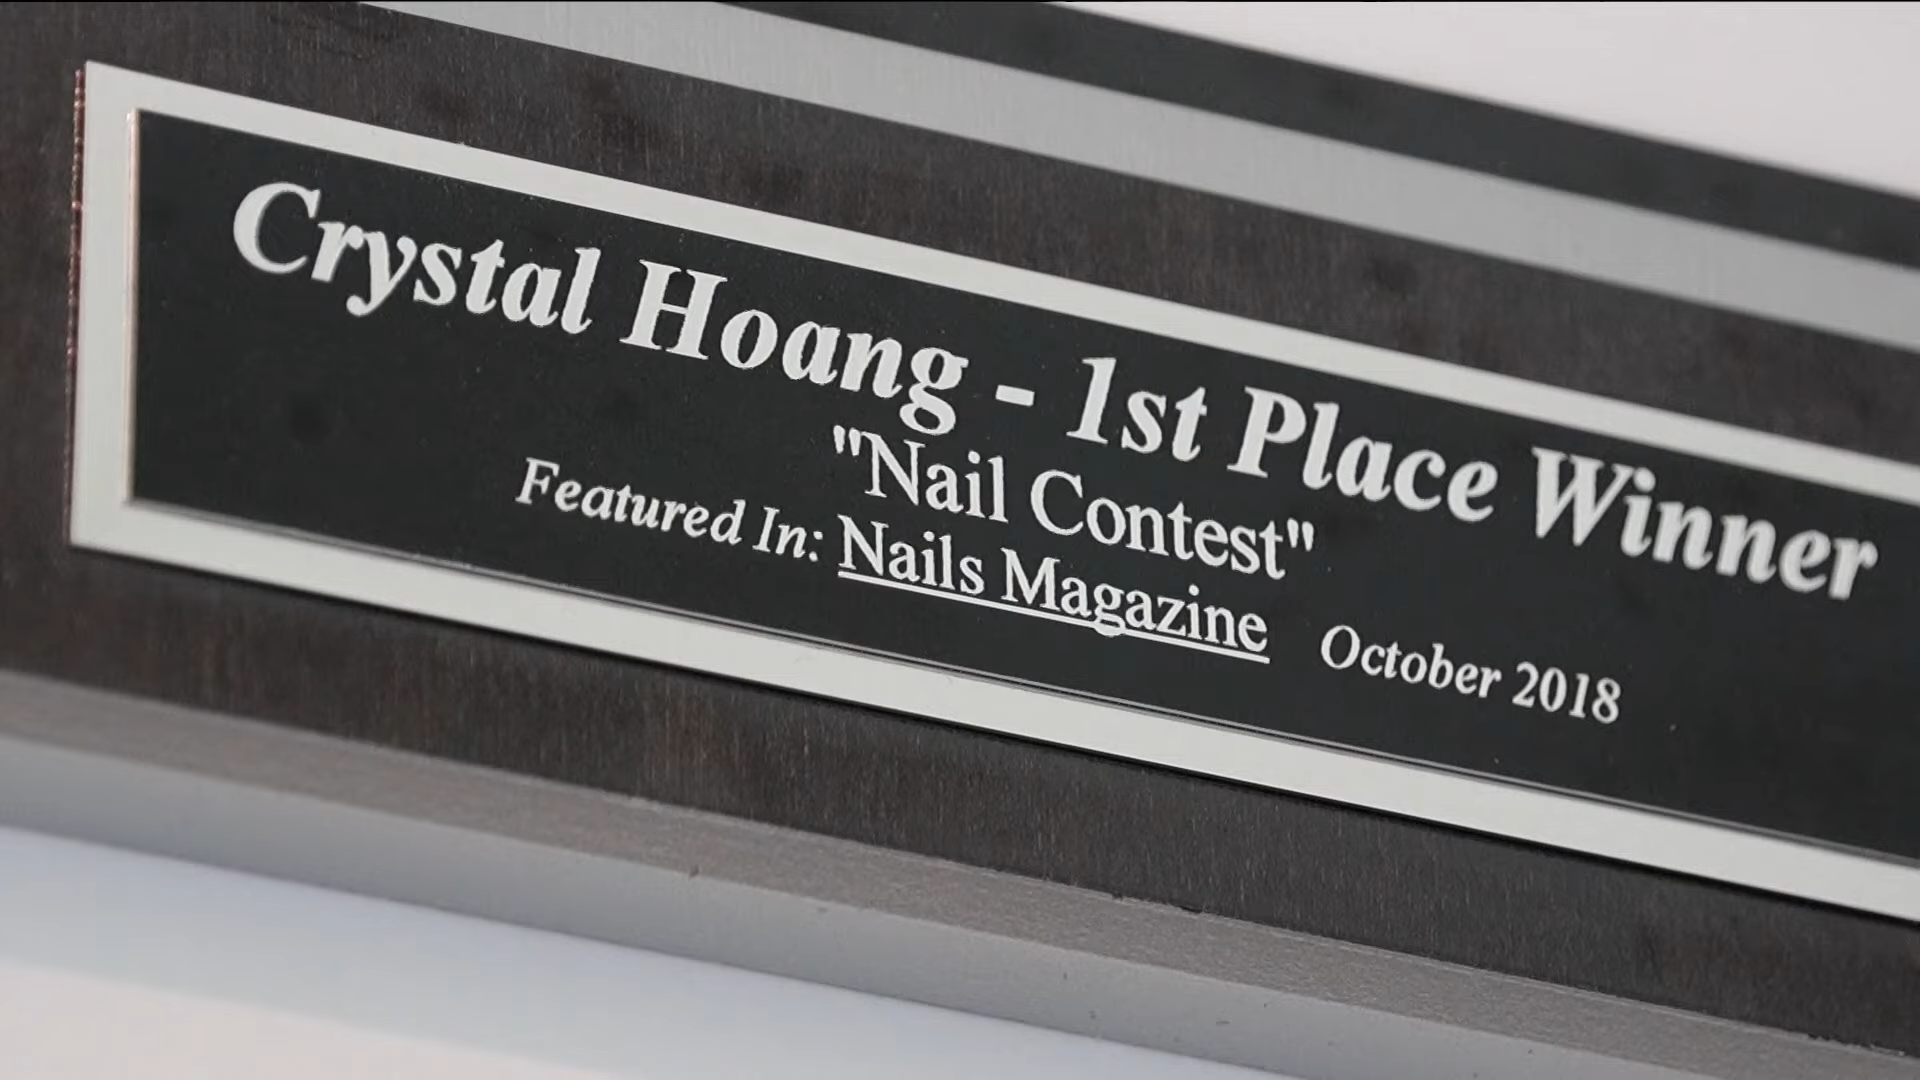 Crystal Hoang - 1st Place Winner
"Nail Contest"
Featured In: Nails Magazine October 2018